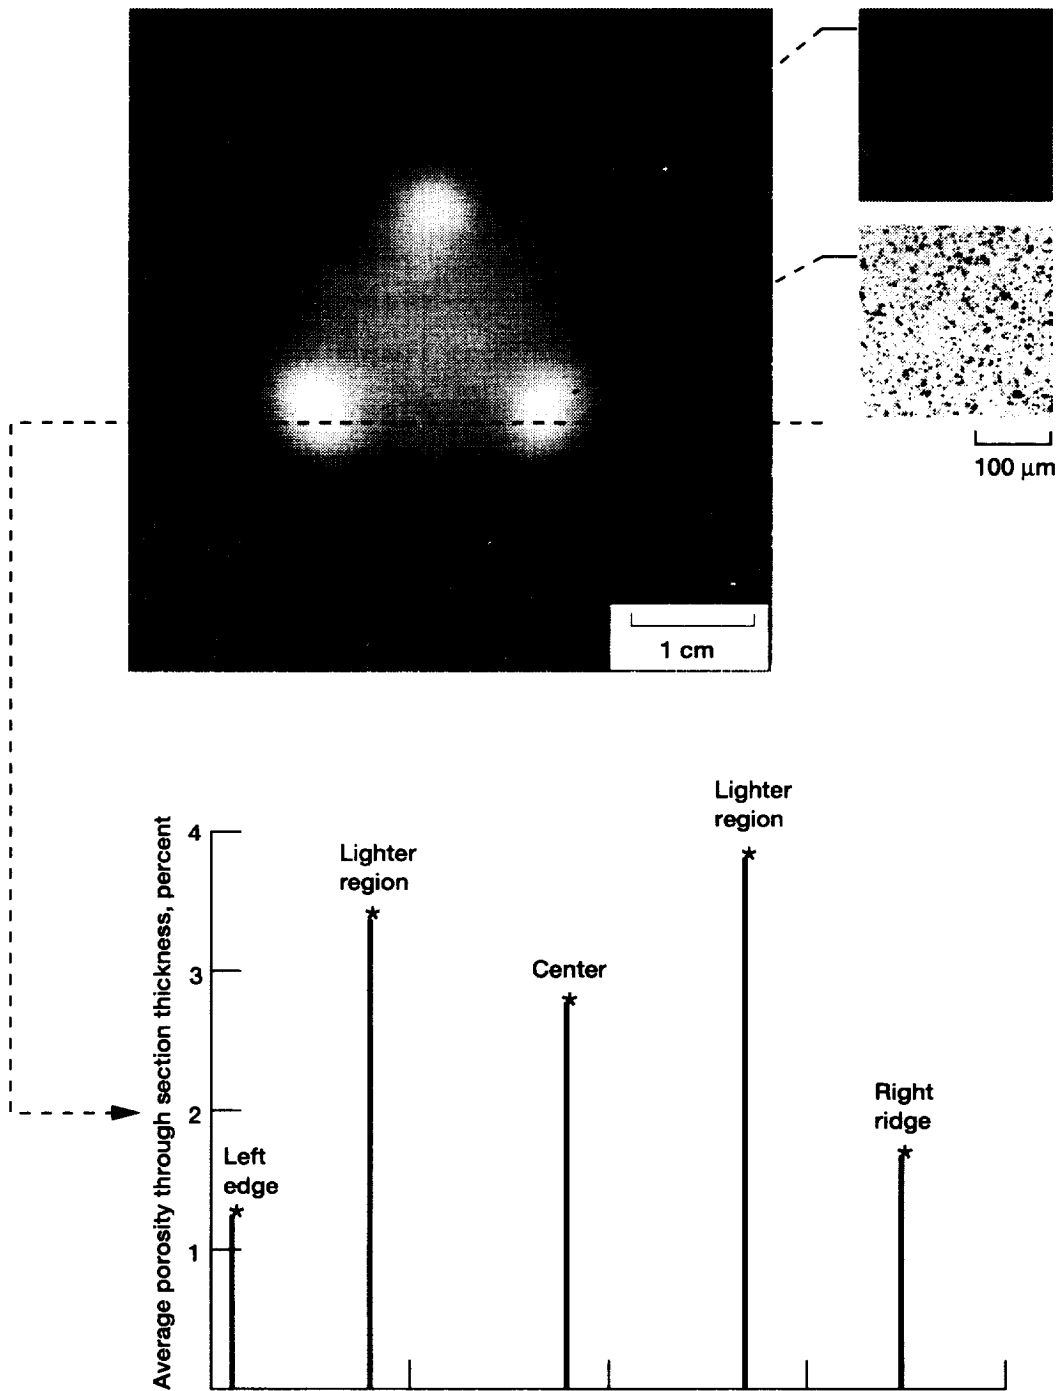 100 μm
1 cm
Average porosity through section thickness, percent
4
3
2
1
Left
edge
Lighter
region
Center
Lighter
region
Right
ridge